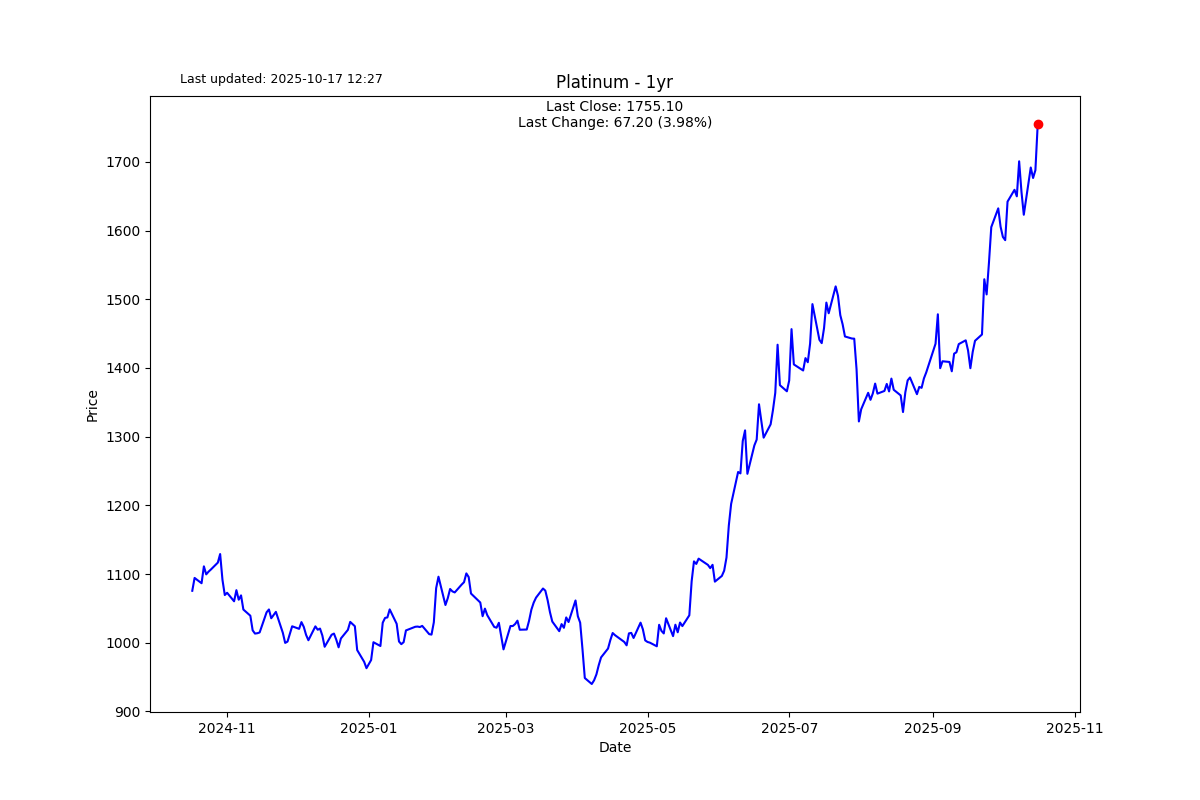 Last updated: 2025-10-17 12:27
Platinum - 1yr
Last Close: 1755.10
Last Change: 67.20 (3.98%)
1700
1600
1500
1400
1300
1200
1100
1000
900
Price
2024-11
2025-01
2025-03
2025-05
2025-07
2025-09
2025-11
Date